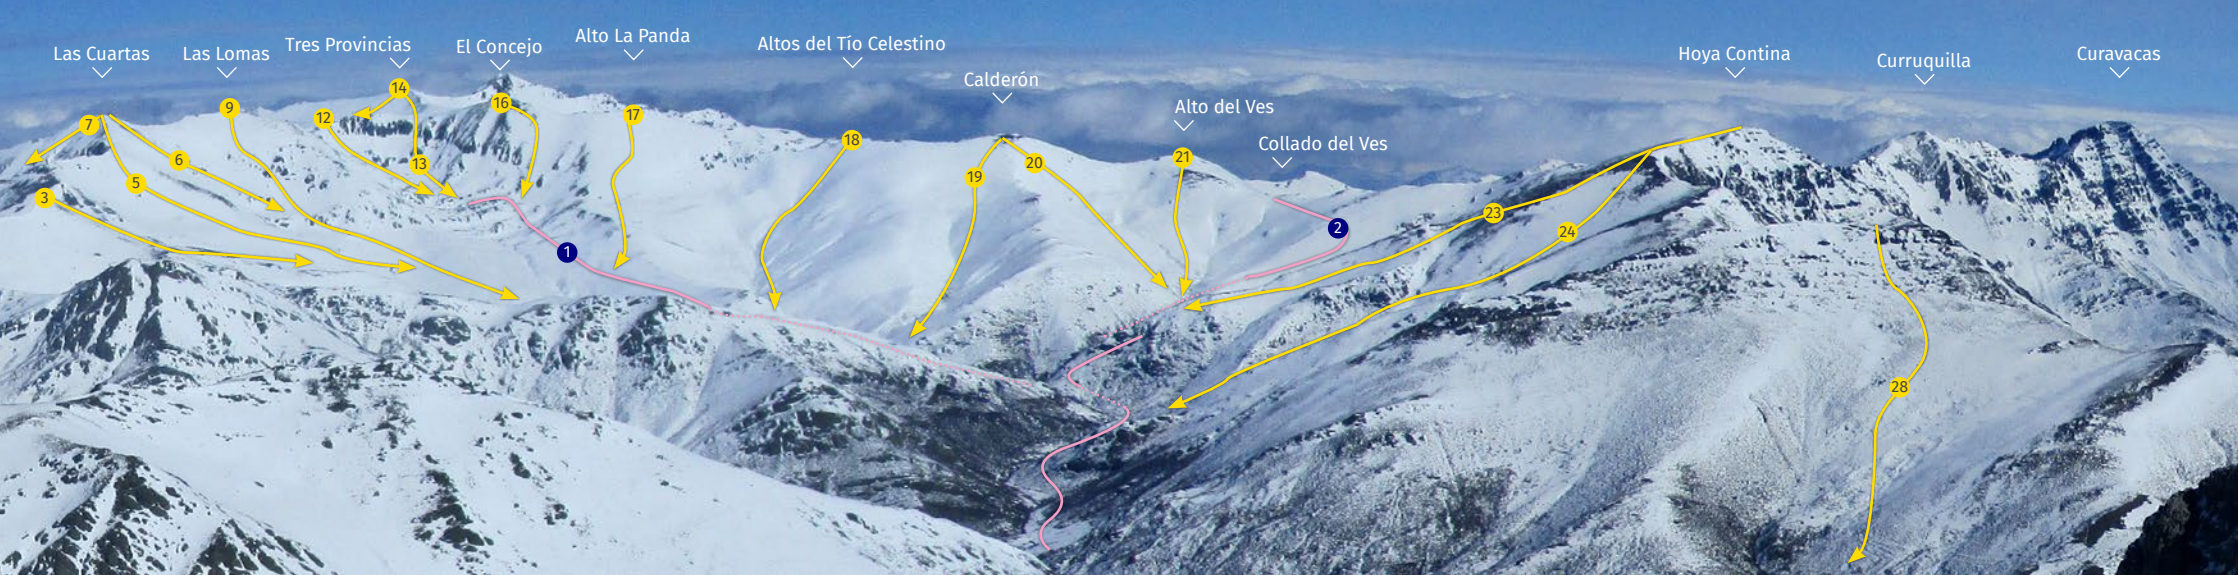 Las Cuartas
Las Lomas
Tres Provincias
El Concejo
Alto La Panda
Altos del Tío Celestino
Calderón
Alto del Ves
Collado del Ves
Hoya Contina
Curruquilla
Curavacas
7
9
12
14
16
17
18
6
5
3
13
1
19
20
21
2
23
24
28